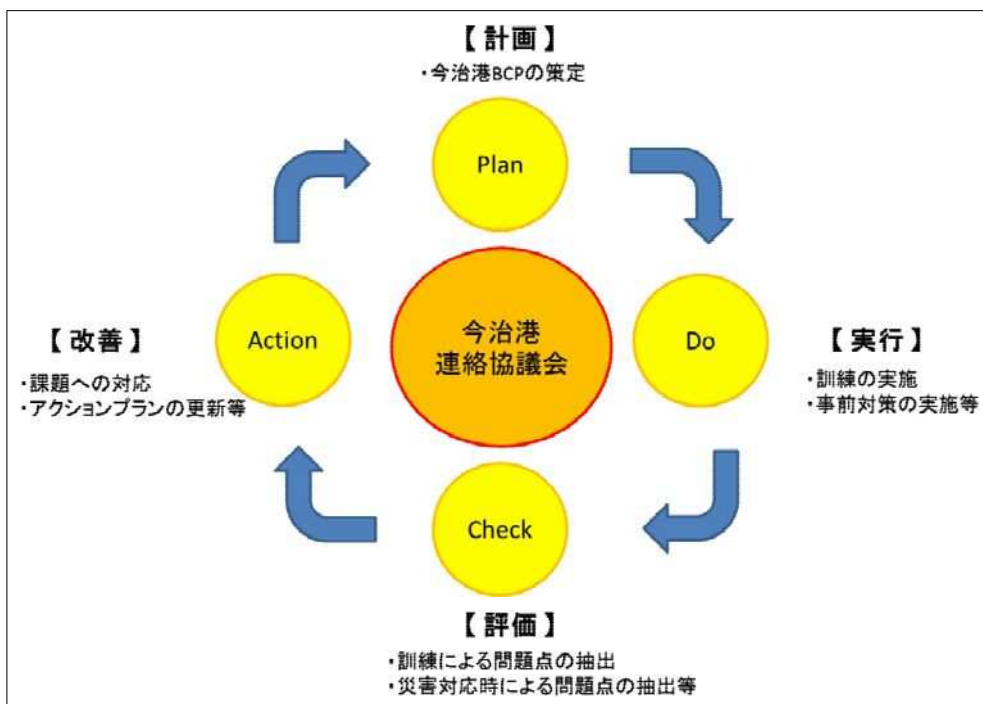 【計画】
・今治港BCPの策定
Plan
【実行】
Do
・訓練の実施
・事前対策の実施等
【評価】
Check
・訓練による問題点の抽出
・災害対応時による問題点の抽出等
【改善】
Action
・課題への対応
・アクションプランの更新等
今治港
連絡協議会